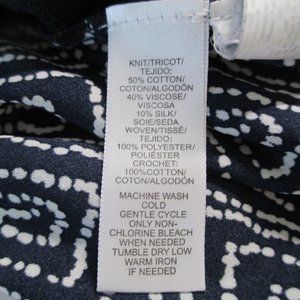 KNIT/TRICOT/
TEJIDO:
50% COTTON/
COTON/ALGODÓN
40% VISCOSE/
VISCOSA
10% SILK/
SOIE/SEDA
WOVEN/TISSÉ/
TEJIDO:
100% POLYESTER/
POLIÉSTER
CROCHET:
100%COTTON/
COTON/ALGODÓN
MACHINE WASH
COLD
GENTLE CYCLE
ONLY NON-
CHLORINE BLEACH
WHEN NEEDED
TUMBLE DRY LOW
WARM IRON
IF NEEDED